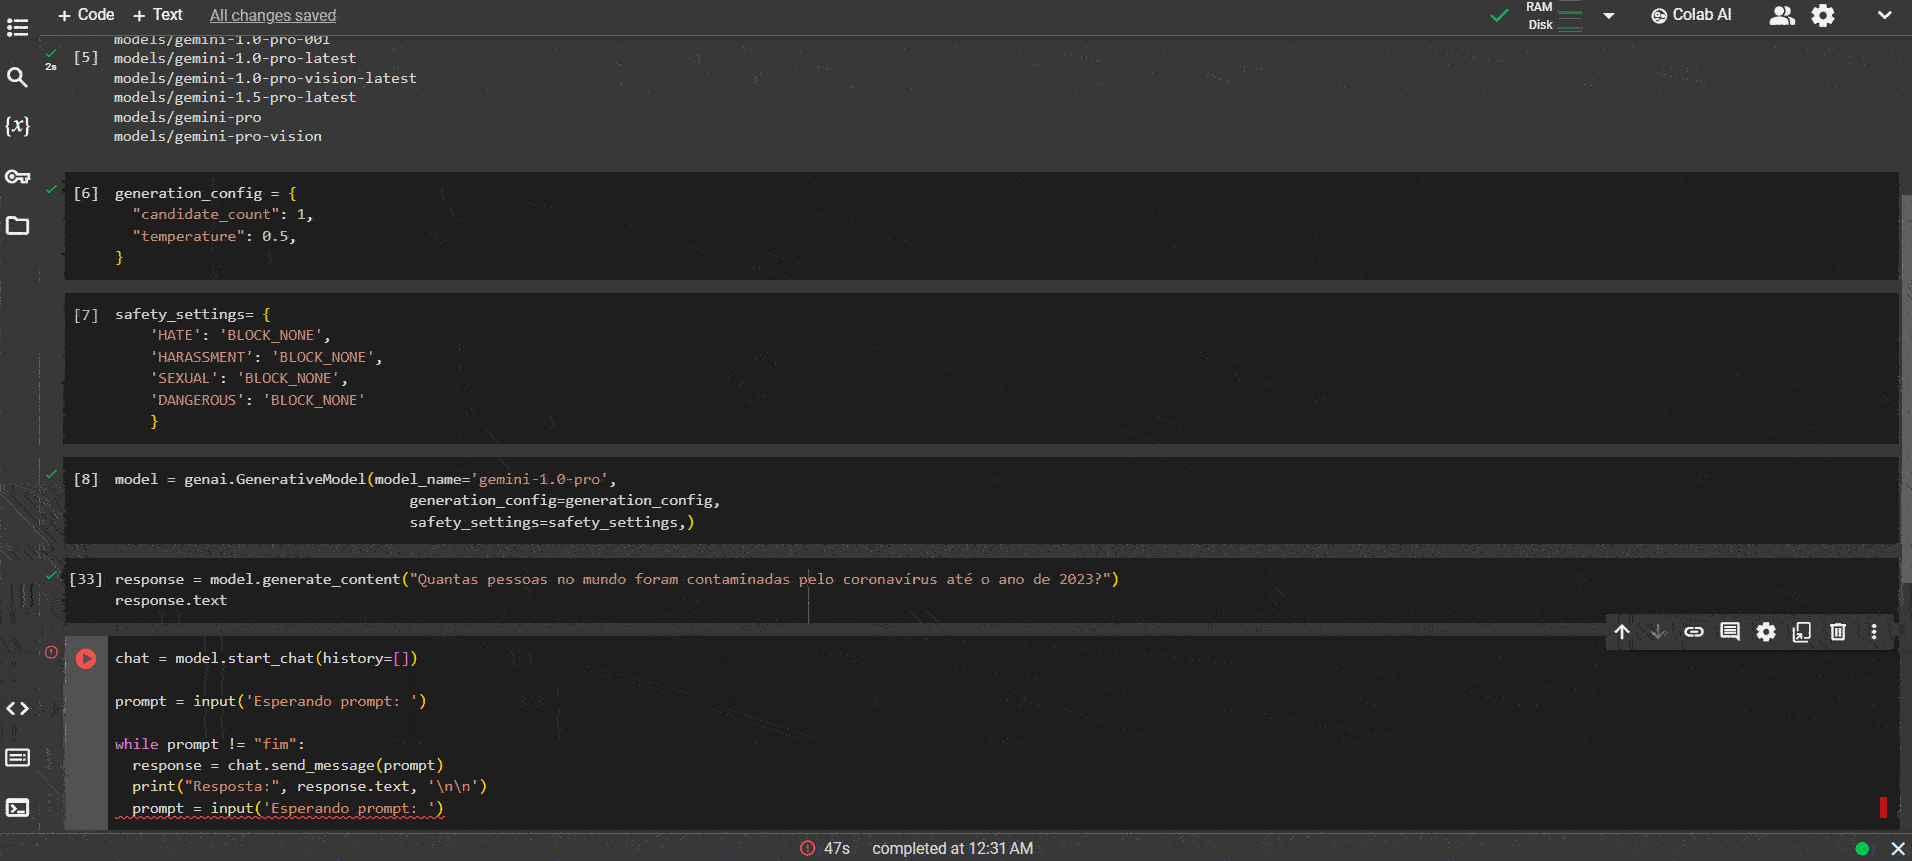 + Code + Text All changes saved
RAM
Disk
Colab AI
models/gemini-1.0-pro-001
[5] models/gemini-1.0-pro-latest
2s
models/gemini-1.0-pro-vision-latest
models/gemini-1.5-pro-latest
models/gemini-pro
models/gemini-pro-vision
{x}
[6] generation_config = {
"candidate_count": 1,
"temperature": 0.5,
}
[7] safety_settings= {
'HATE': 'BLOCK_NONE',
'HARASSMENT': 'BLOCK_NONE',
'SEXUAL': 'BLOCK_NONE',
'DANGEROUS': 'BLOCK_NONE'
}
[8] model = genai.GenerativeModel(model_name='gemini-1.0-pro',
generation_config=generation_config,
safety_settings=safety_settings,)
[33] response = model.generate_content("Quantas pessoas no mundo foram contaminadas pelo coronavírus até o ano de 2023?")
response.text
chat = model.start_chat(history=[])
prompt = input('Esperando prompt: ')
while prompt != "fim":
response = chat.send_message(prompt)
print("Resposta:", response.text, '\n\n')
prompt = input('Esperando prompt: ')
47s completed at 12:31 AM